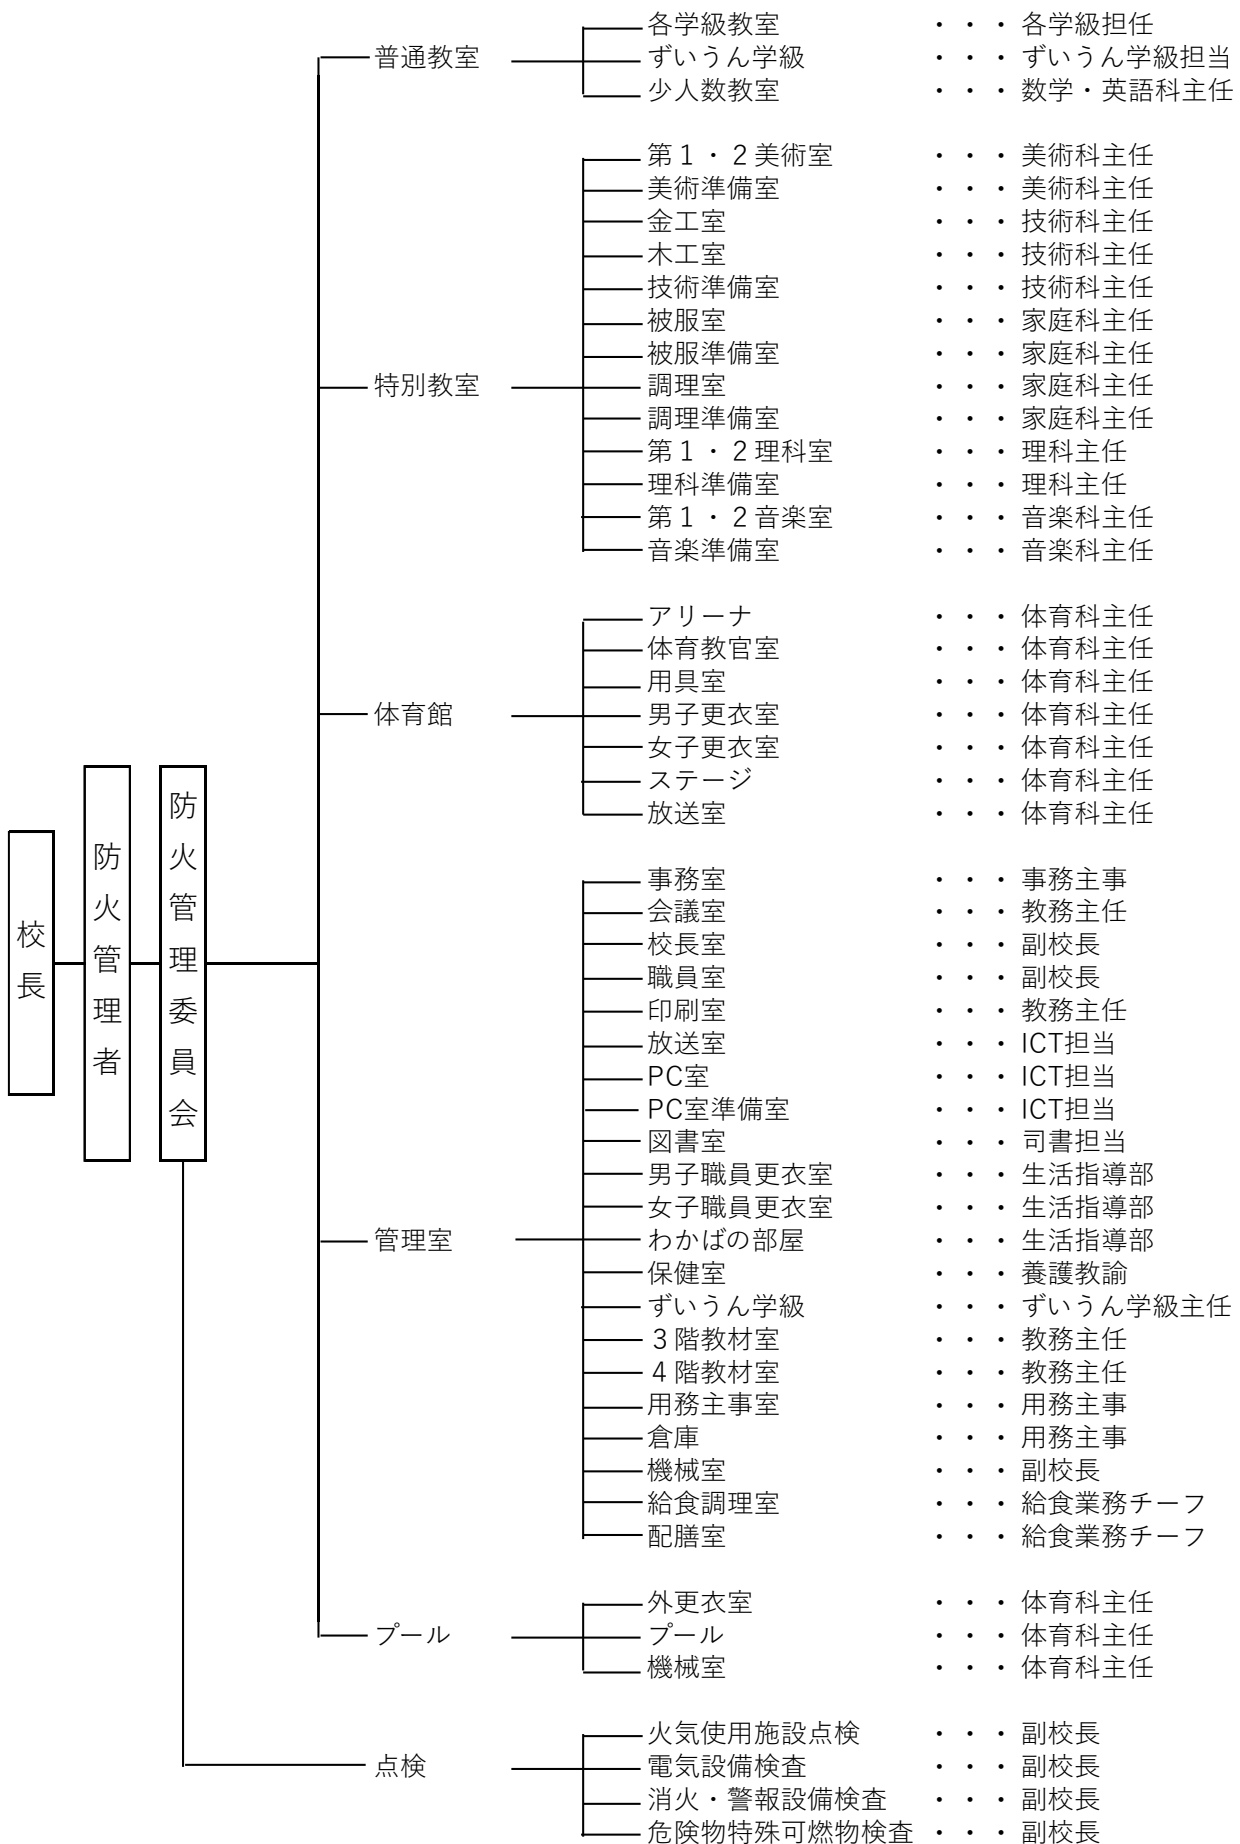 校長
防火管理者
防火管理委員会
普通教室
各学級教室 ・・・ 各学級担任
ずいうん学級 ・・・ ずいうん学級担当
少人数教室 ・・・ 数学・英語科主任
特別教室
第１・２美術室 ・・・ 美術科主任
美術準備室 ・・・ 美術科主任
金工室 ・・・ 技術科主任
木工室 ・・・ 技術科主任
技術準備室 ・・・ 技術科主任
被服室 ・・・ 家庭科主任
被服準備室 ・・・ 家庭科主任
調理室 ・・・ 家庭科主任
調理準備室 ・・・ 家庭科主任
第１・２理科室 ・・・ 理科主任
理科準備室 ・・・ 理科主任
第１・２音楽室 ・・・ 音楽科主任
音楽準備室 ・・・ 音楽科主任
体育館
アリーナ ・・・ 体育科主任
体育教官室 ・・・ 体育科主任
用具室 ・・・ 体育科主任
男子更衣室 ・・・ 体育科主任
女子更衣室 ・・・ 体育科主任
ステージ ・・・ 体育科主任
放送室 ・・・ 体育科主任
管理室
事務室 ・・・ 事務主事
会議室 ・・・ 教務主任
校長室 ・・・ 副校長
職員室 ・・・ 副校長
印刷室 ・・・ 教務主任
放送室 ・・・ ICT担当
PC室 ・・・ ICT担当
PC室準備室 ・・・ ICT担当
図書室 ・・・ 司書担当
男子職員更衣室 ・・・ 生活指導部
女子職員更衣室 ・・・ 生活指導部
わかばの部屋 ・・・ 生活指導部
保健室 ・・・ 養護教諭
ずいうん学級 ・・・ ずいうん学級主任
３階教材室 ・・・ 教務主任
４階教材室 ・・・ 教務主任
用務主事室 ・・・ 用務主事
倉庫 ・・・ 用務主事
機械室 ・・・ 副校長
給食調理室 ・・・ 給食業務チーフ
配膳室 ・・・ 給食業務チーフ
プール
外更衣室 ・・・ 体育科主任
プール ・・・ 体育科主任
機械室 ・・・ 体育科主任
点検
火気使用施設点検 ・・・ 副校長
電気設備検査 ・・・ 副校長
消火・警報設備検査 ・・・ 副校長
危険物特殊可燃物検査 ・・・ 副校長